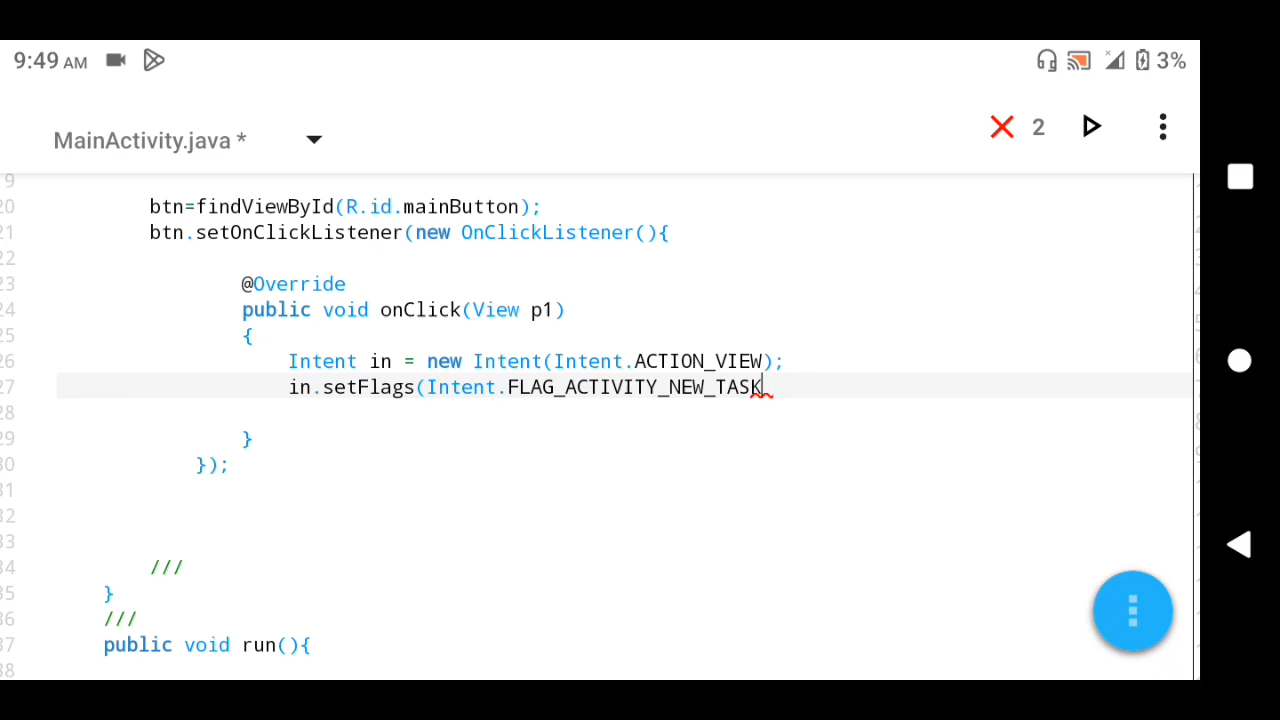 9:49 AM 3%
MainActivity.java * 2
9
20 btn=findViewById(R.id.mainButton);
21 btn.setOnClickListener(new OnClickListener(){
22
23 @Override
24 public void onClick(View p1)
25 {
26 Intent in = new Intent(Intent.ACTION_VIEW);
27 in.setFlags(Intent.FLAG_ACTIVITY_NEW_TASK
28
29 }
30 });
31
32
33
34 ///
35 }
36 ///
37 public void run(){
38